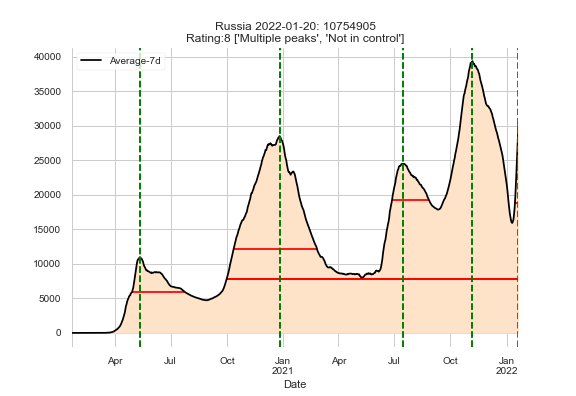 Russia 2022-01-20: 10754905
Rating:8 ['Multiple peaks', 'Not in control']
Average-7d
40000
35000
30000
25000
20000
15000
10000
5000
0
Apr
Jul
Oct
Jan
2021
Apr
Jul
Oct
Jan
2022
Date